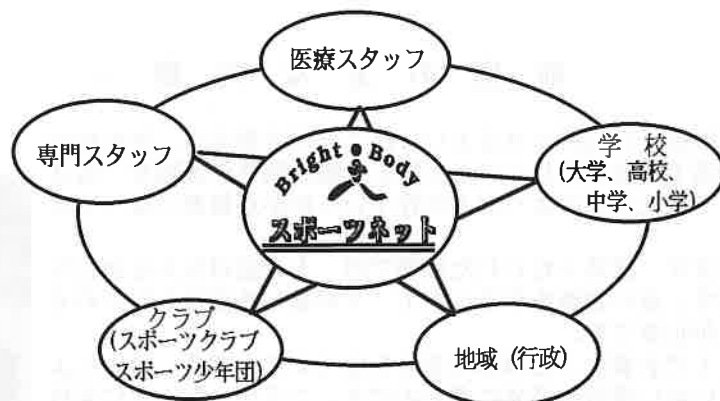 医療スタッフ
専門スタッフ
学 校
(大学、高校、
中学、小学)
Bright Body
スポーツネット
クラブ
(スポーツクラブ
スポーツ少年団)
地域 (行政)